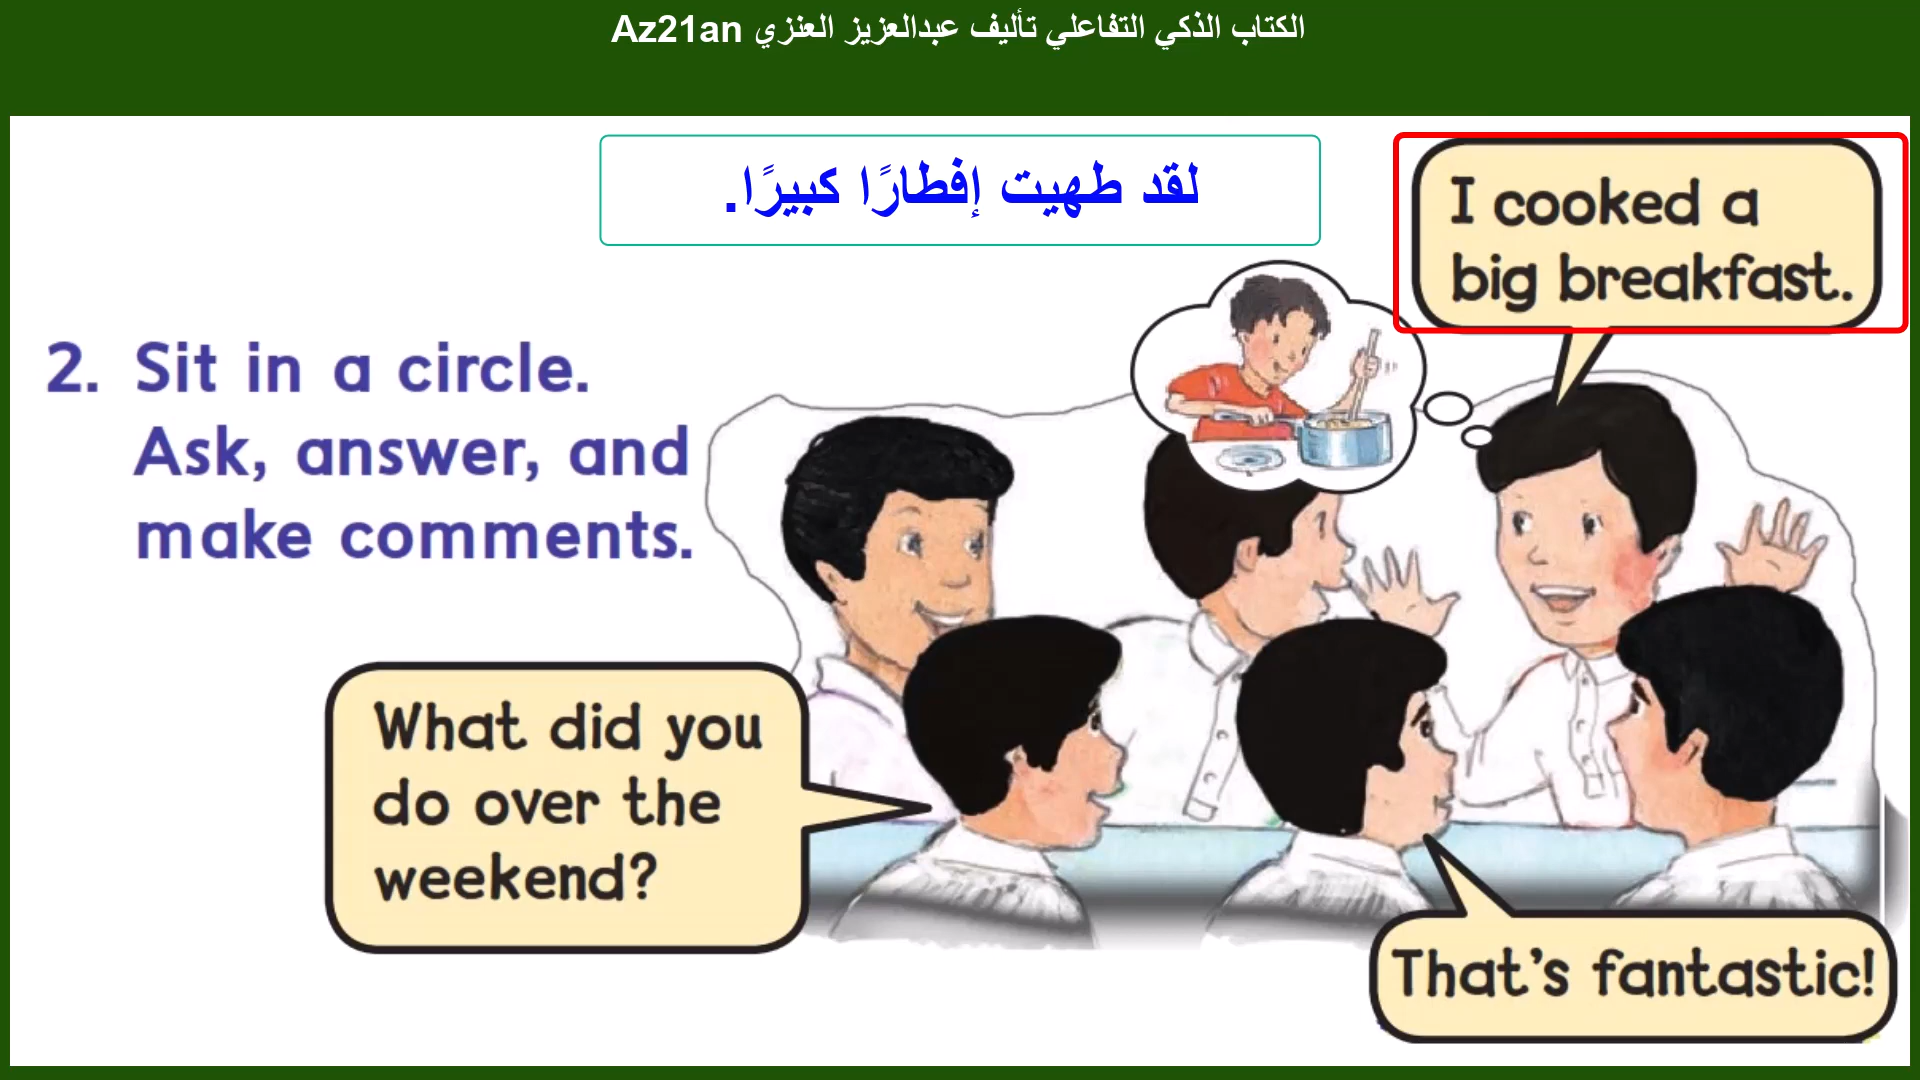 الكتاب الذكي التفاعلي تأليف عبدالعزيز العنزي Az21an
لقد طهيت إفطارًا كبيرًا.
I cooked a
big breakfast.
2. Sit in a circle.
Ask, answer, and
make comments.
What did you
do over the
weekend?
That's fantastic!